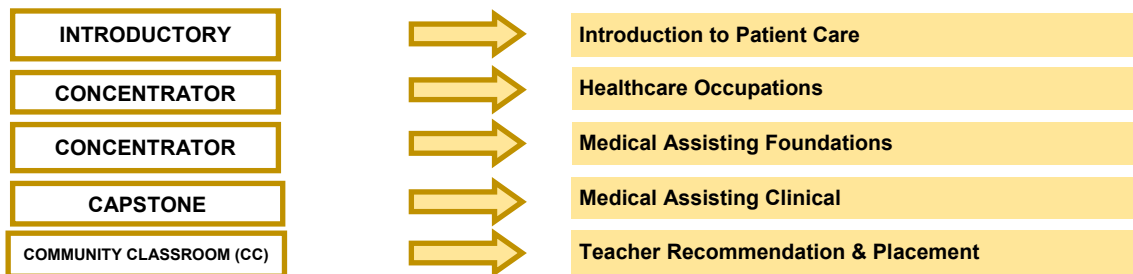 INTRODUCTORY
Introduction to Patient Care
CONCENTRATOR
Healthcare Occupations
CONCENTRATOR
Medical Assisting Foundations
CAPSTONE
Medical Assisting Clinical
COMMUNITY CLASSROOM (CC)
Teacher Recommendation & Placement